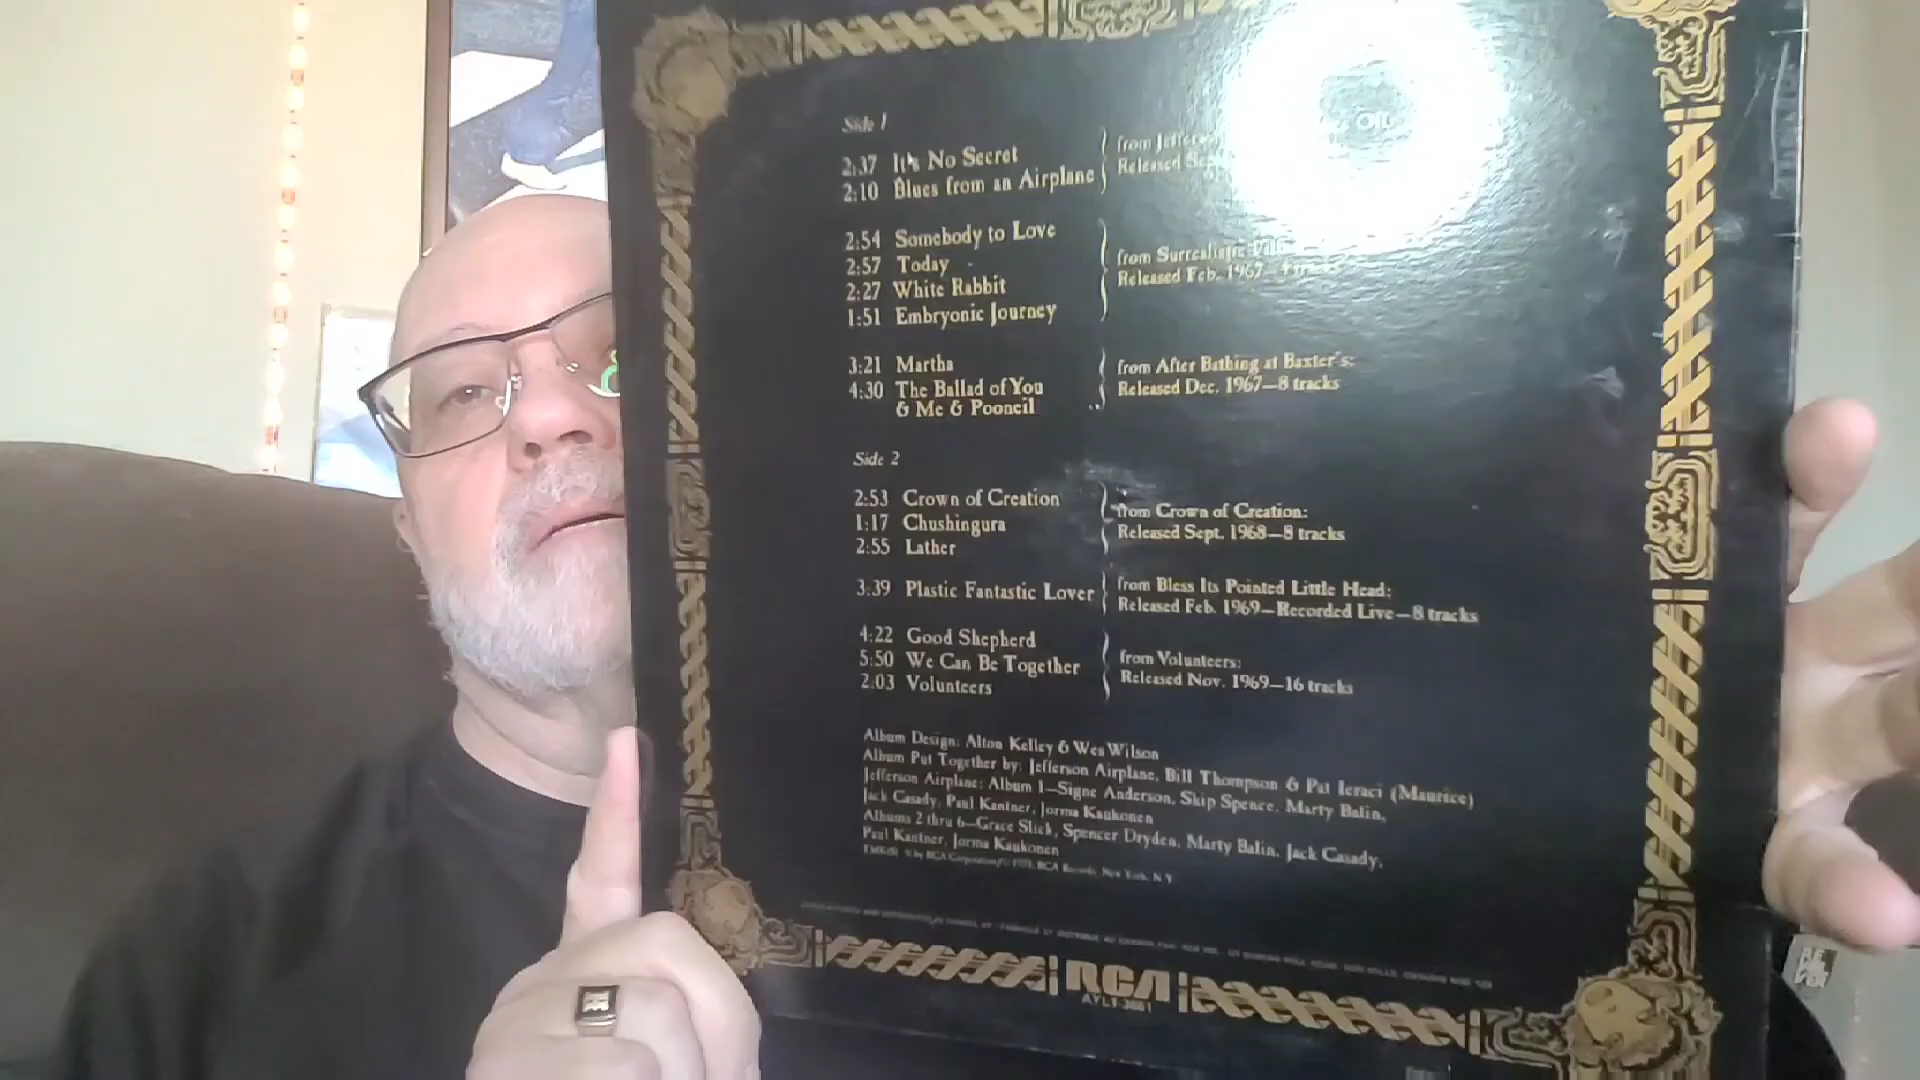 Side 1
2:37 It's No Secret
2:10 Blues from an Airplane
from
Released
2:54 Somebody to Love
2:57 Today
2:27 White Rabbit
1:51 Embryonic Journey
from Surrealistic
Released Feb. 1967—
3:21 Martha
4:30 The Ballad of You
& Me & Pooneil
from After Bathing at Baxter's:
Released Dec. 1967—8 tracks
Side 2
2:53 Crown of Creation
1:17 Chushingura
2:55 Lather
from Crown of Creation:
Released Sept. 1968—8 tracks
3:39 Plastic Fantastic Lover
from Bless Its Pointed Little Head:
Released Feb. 1969—Recorded Live—8 tracks
4:22 Good Shepherd
5:50 We Can Be Together
2:03 Volunteers
from Volunteers:
Released Nov. 1969—16 tracks
Album Design: Alton Kelley & Wes Wilson
Album Put Together by: Jefferson Airplane, Bill Thompson & Pat Ieraci (Maurice)
Jefferson Airplane: Album 1—Signe Anderson, Skip Spence, Marty Balin,
Jack Casady, Paul Kantner, Jorma Kaukonen
Albums 2 thru 6—Grace Slick, Spencer Dryden, Marty Balin, Jack Casady,
Paul Kantner, Jorma Kaukonen
RCA Records, New York, N.Y.
RCA